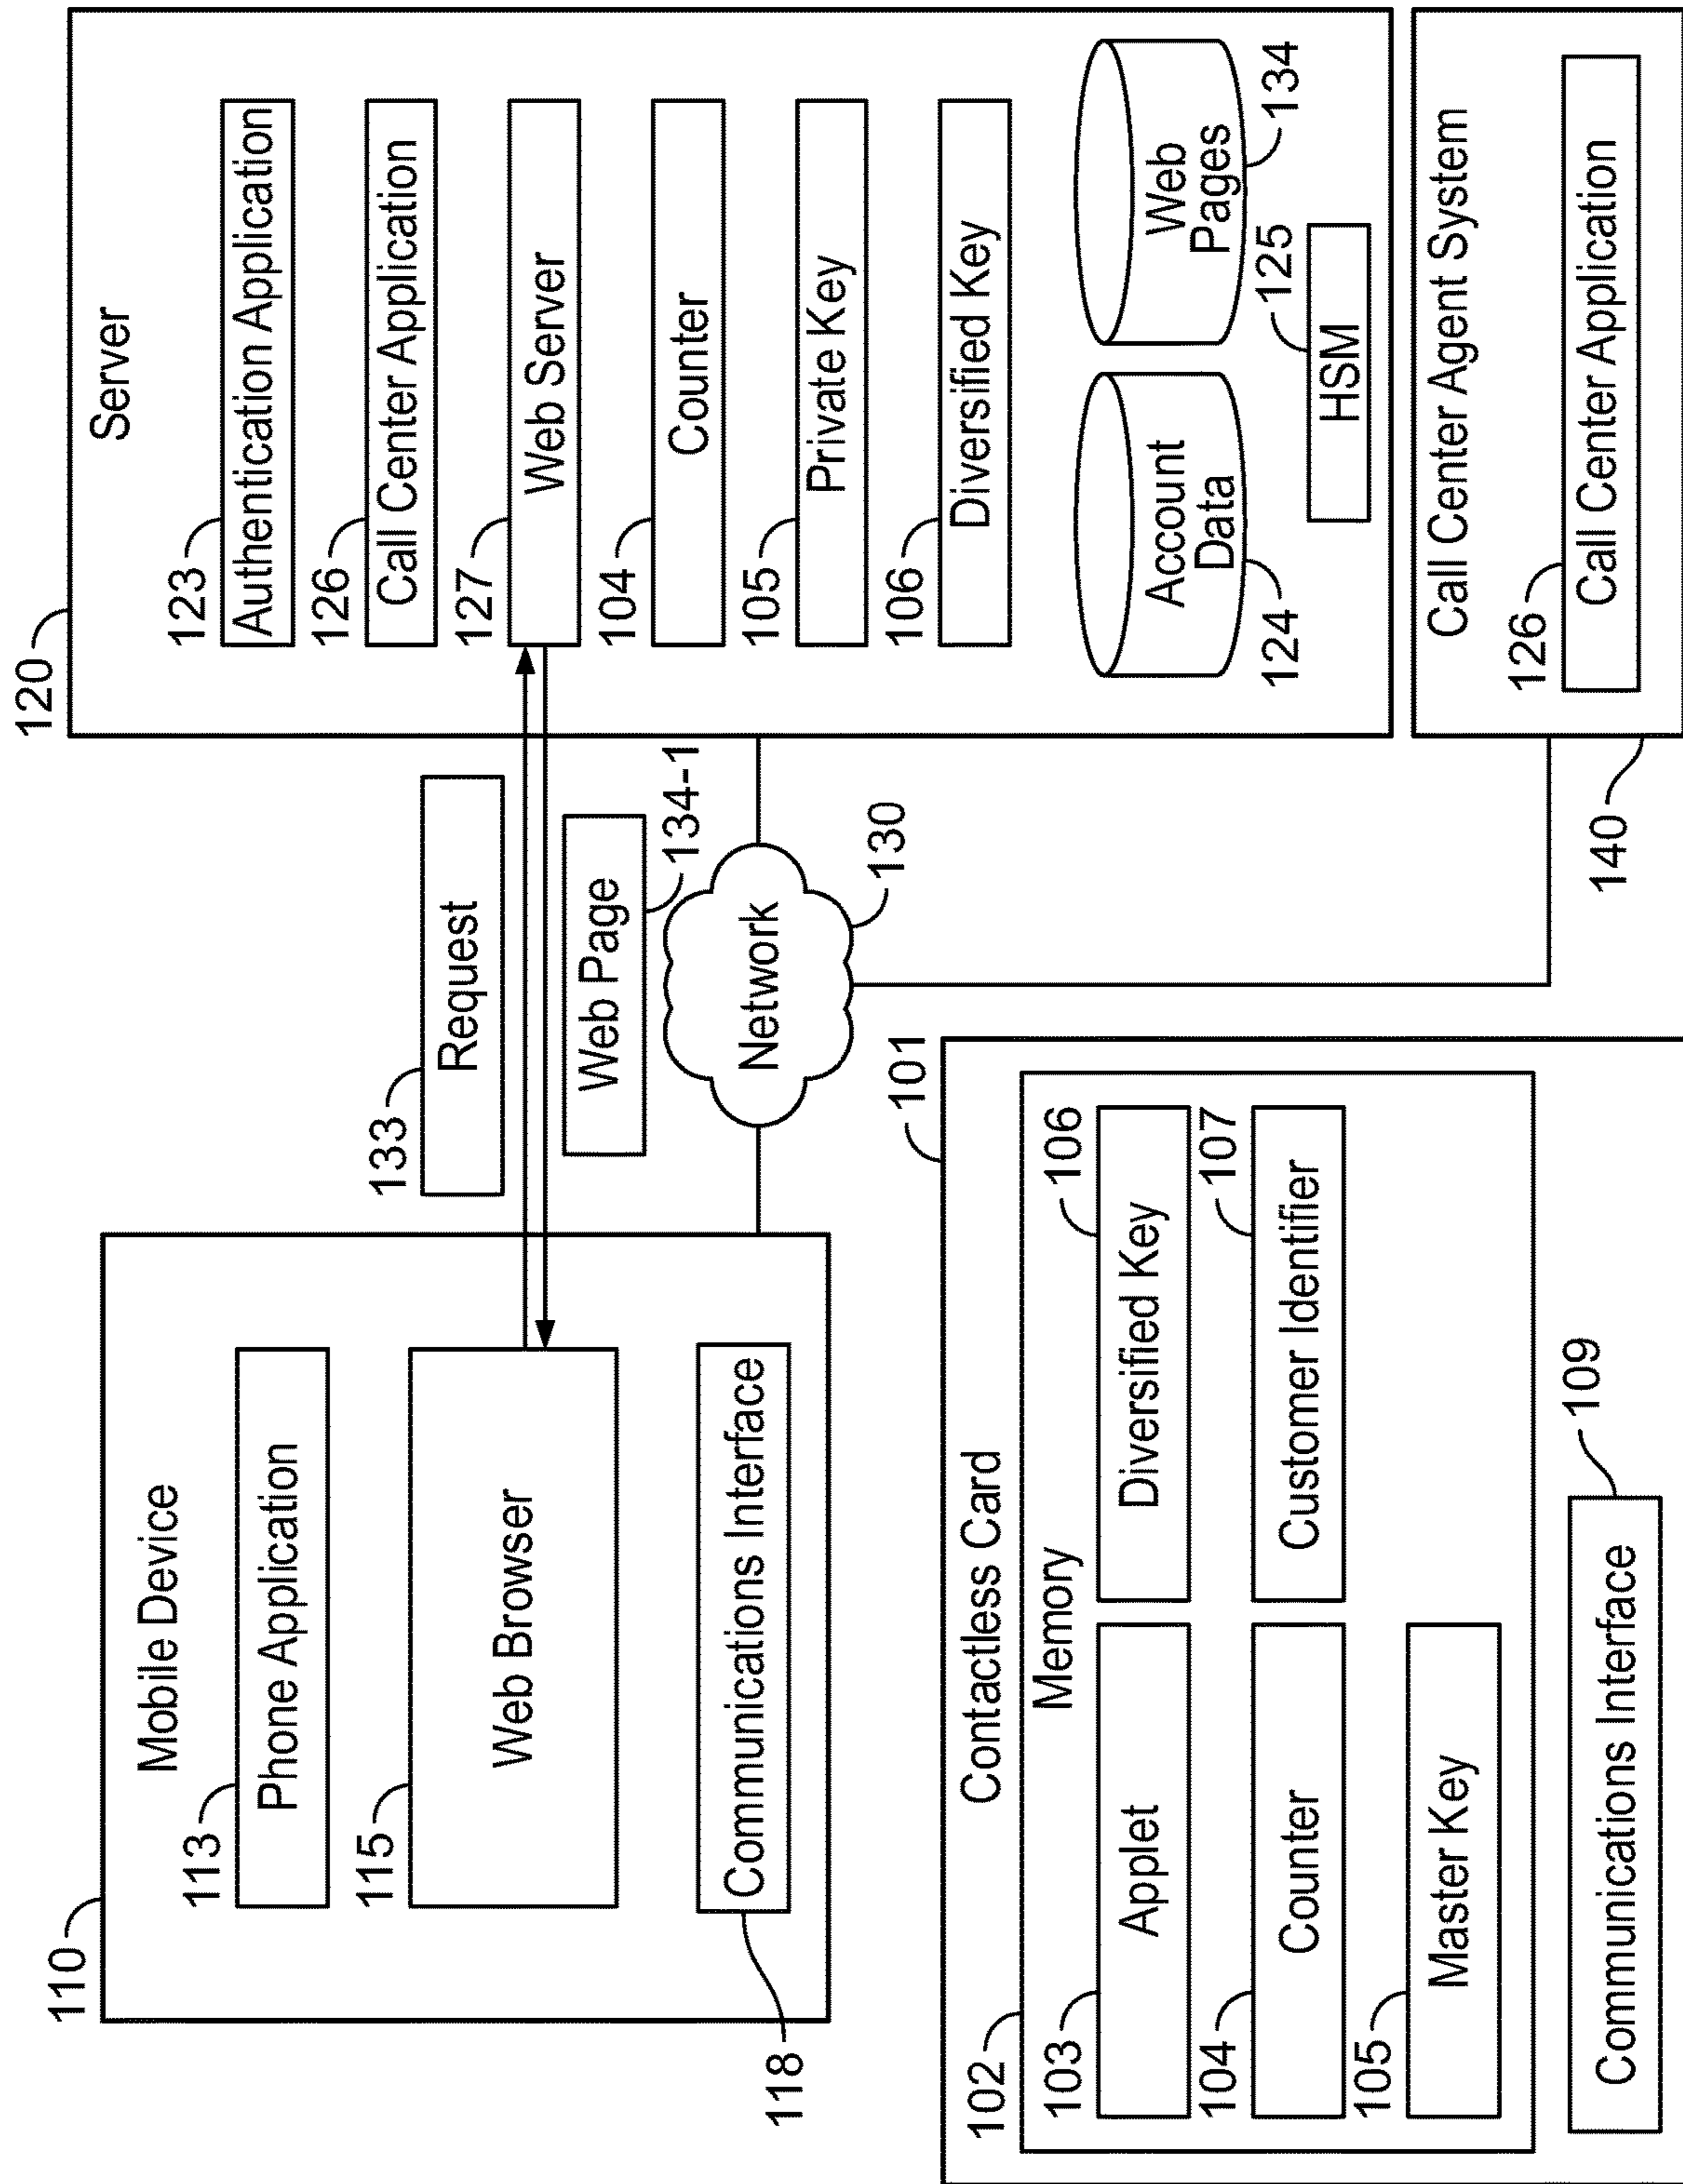 110
Mobile Device
113
Phone Application
115
Web Browser
Communications Interface
118
133
Request
Web Page
134-1
Network
130
120
Server
123
Authentication Application
126
Call Center Application
127
Web Server
104
Counter
105
Private Key
106
Diversified Key
Account
Data
124
Web
Pages
134
125
HSM
Contactless Card
101
102
Memory
103
Applet
106
Diversified Key
104
Counter
107
Customer Identifier
105
Master Key
Communications Interface
109
Call Center Agent System
126
Call Center Application
140